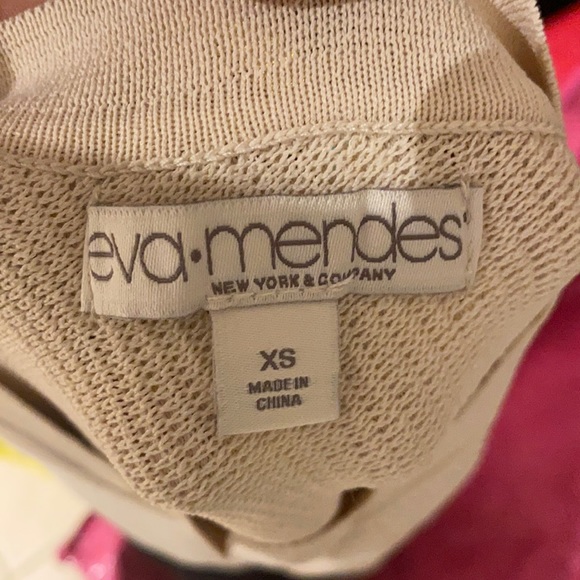 eva•mendes
NEW YORK & COMPANY
XS
MADE IN
CHINA